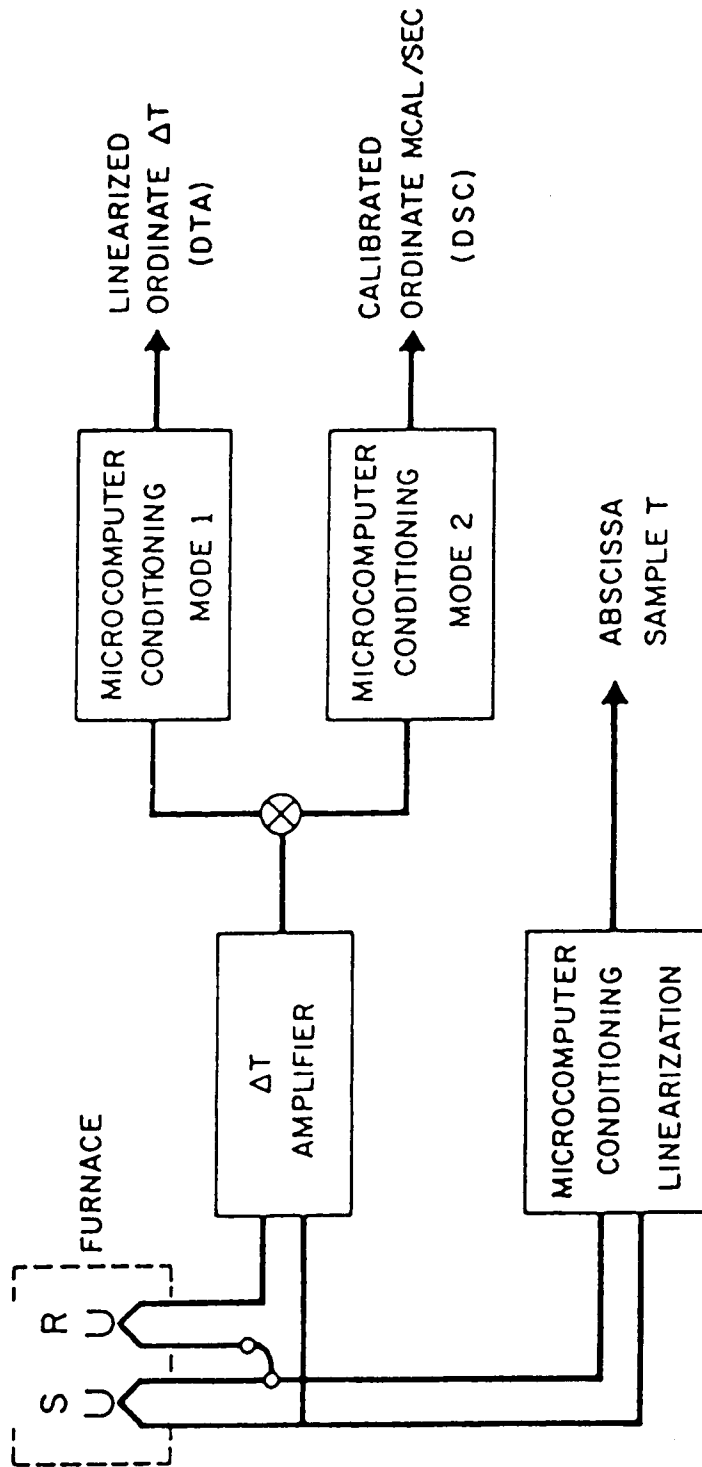 S R
FURNACE
ΔT
AMPLIFIER
MICROCOMPUTER
CONDITIONING
MODE 1
LINEARIZED
ORDINATE ΔT
(DTA)
MICROCOMPUTER
CONDITIONING
MODE 2
CALIBRATED
ORDINATE MCAL/SEC
(DSC)
MICROCOMPUTER
CONDITIONING
LINEARIZATION
ABSCISSA
SAMPLE T